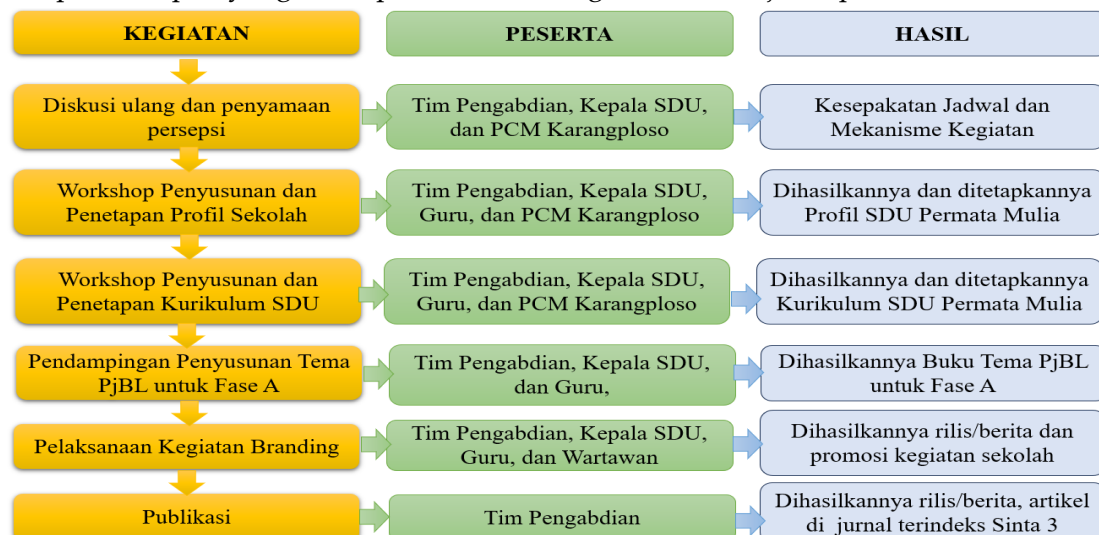 KEGIATAN
PESERTA
HASIL
Diskusi ulang dan penyamaan
persepsi
Tim Pengabdian, Kepala SDU,
dan PCM Karangploso
Kesepakatan Jadwal dan
Mekanisme Kegiatan
Workshop Penyusunan dan
Penetapan Profil Sekolah
Tim Pengabdian, Kepala SDU,
Guru, dan PCM Karangploso
Dihasilkannya dan ditetapkannya
Profil SDU Permata Mulia
Workshop Penyusunan dan
Penetapan Kurikulum SDU
Tim Pengabdian, Kepala SDU,
Guru, dan PCM Karangploso
Dihasilkannya dan ditetapkannya
Kurikulum SDU Permata Mulia
Pendampingan Penyusunan Tema
PjBL untuk Fase A
Tim Pengabdian, Kepala SDU,
dan Guru,
Dihasilkannya Buku Tema PjBL
untuk Fase A
Pelaksanaan Kegiatan Branding
Tim Pengabdian, Kepala SDU,
Guru, dan Wartawan
Dihasilkannya rilis/berita dan
promosi kegiatan sekolah
Publikasi
Tim Pengabdian
Dihasilkannya rilis/berita, artikel
di jurnal terindeks Sinta 3